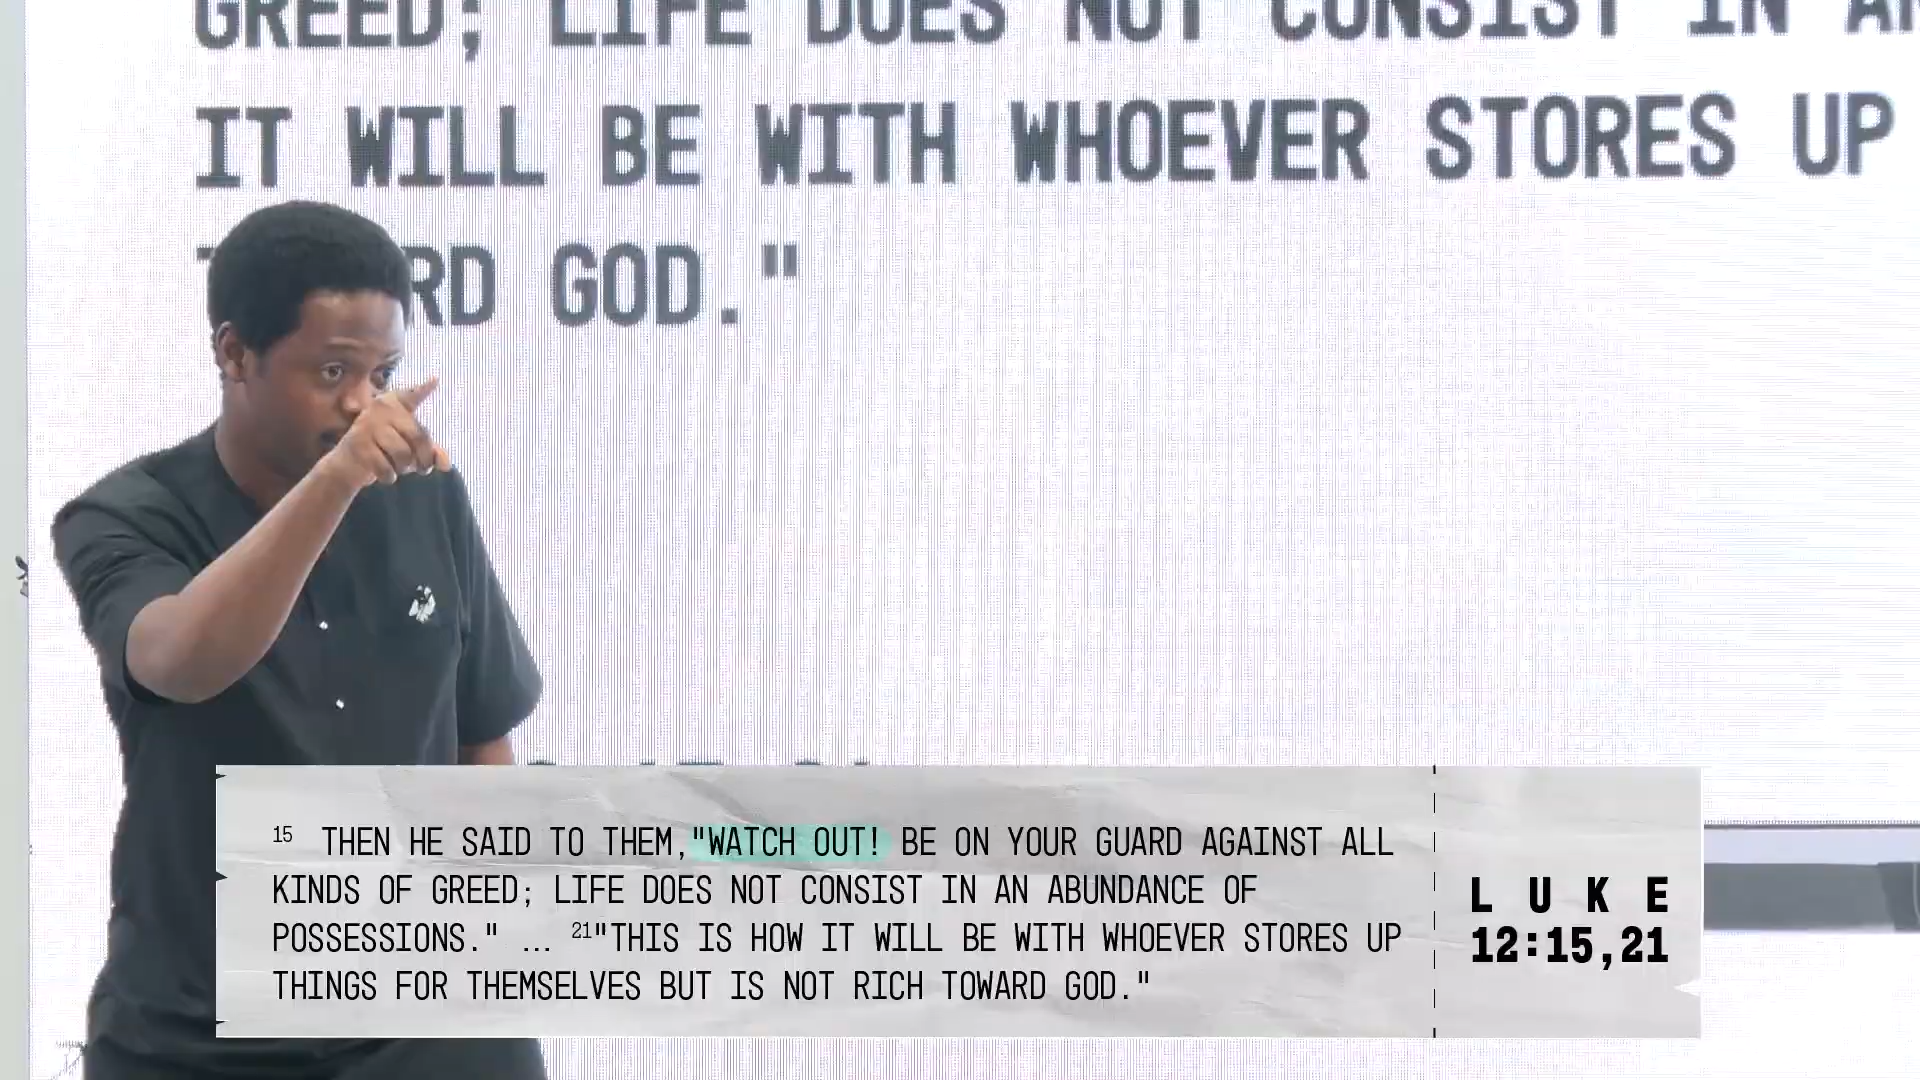 GREED; LIFE DOES NOT CONSIST IN
IT WILL BE WITH WHOEVER STORES UP
GOD."
15 THEN HE SAID TO THEM,"WATCH OUT! BE ON YOUR GUARD AGAINST ALL
KINDS OF GREED; LIFE DOES NOT CONSIST IN AN ABUNDANCE OF
POSSESSIONS." ... 21"THIS IS HOW IT WILL BE WITH WHOEVER STORES UP
THINGS FOR THEMSELVES BUT IS NOT RICH TOWARD GOD."
LUKE
12:15,21